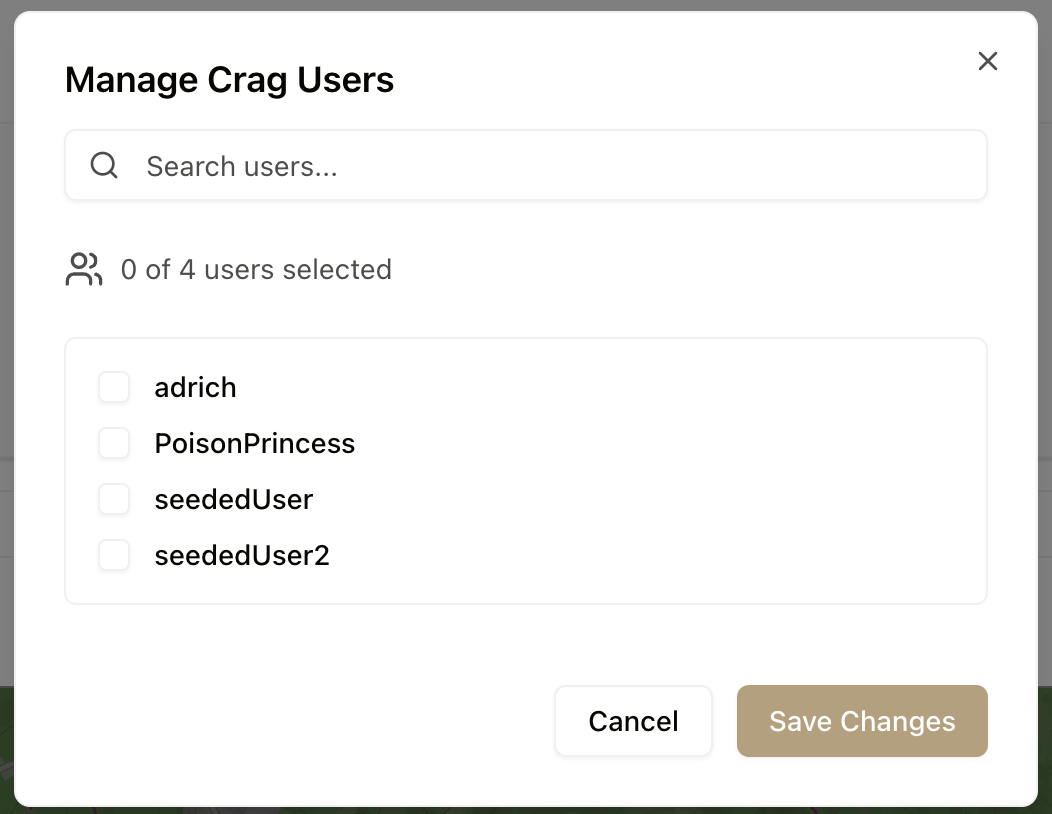 Manage Crag Users
Search users...
0 of 4 users selected
adrich
PoisonPrincess
seededUser
seededUser2
Cancel
Save Changes